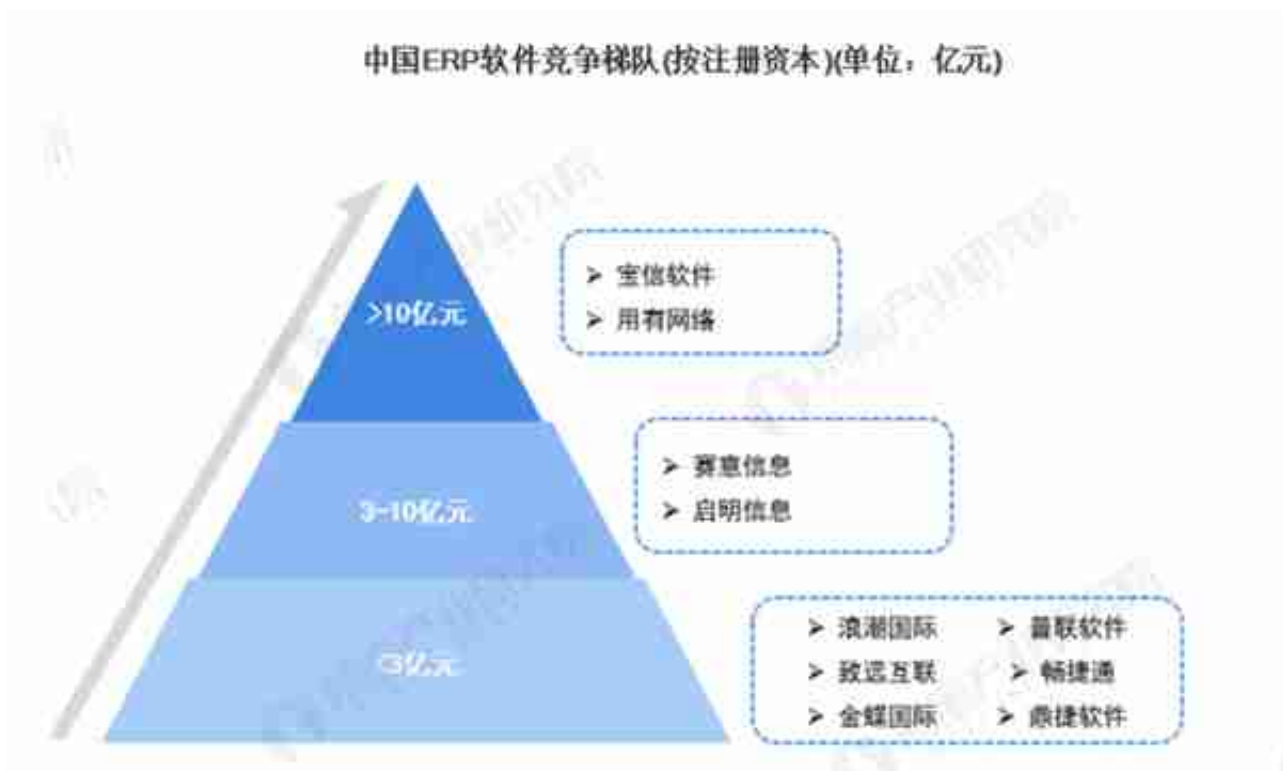 中国ERP软件竞争梯队(按注册资本)(单位：亿元)
>10亿元
➢ 宝信软件
➢ 用有网络
3-10亿元
➢ 赛意信息
➢ 启明信息
<3亿元
➢ 浪潮国际 ➢ 普联软件
➢ 致远互联 ➢ 畅捷通
➢ 金蝶国际 ➢ 鼎捷软件